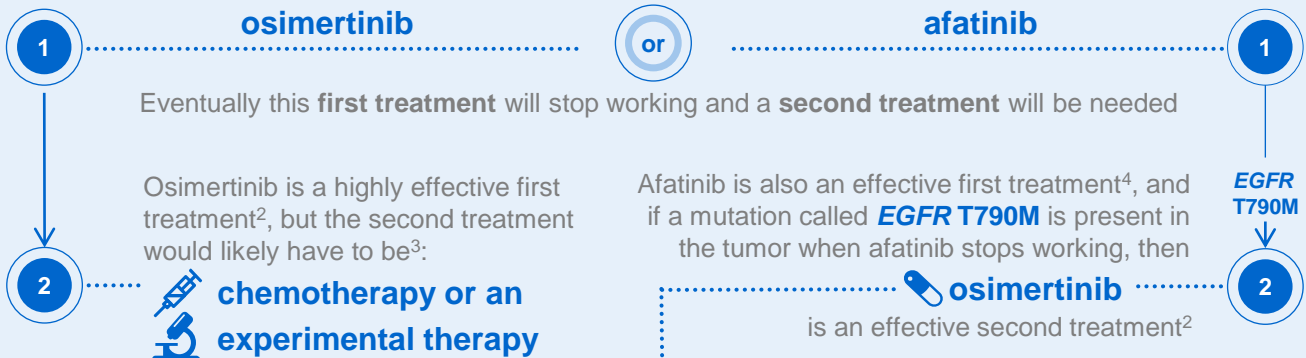 osimertinib
or
afatinib
1
1
Eventually this first treatment will stop working and a second treatment will be needed
Osimertinib is a highly effective first
treatment2, but the second treatment
would likely have to be3:
2
chemotherapy or an
experimental therapy
Afatinib is also an effective first treatment4, and
if a mutation called EGFR T790M is present in
the tumor when afatinib stops working, then
EGFR
T790M
osimertinib
2
is an effective second treatment2